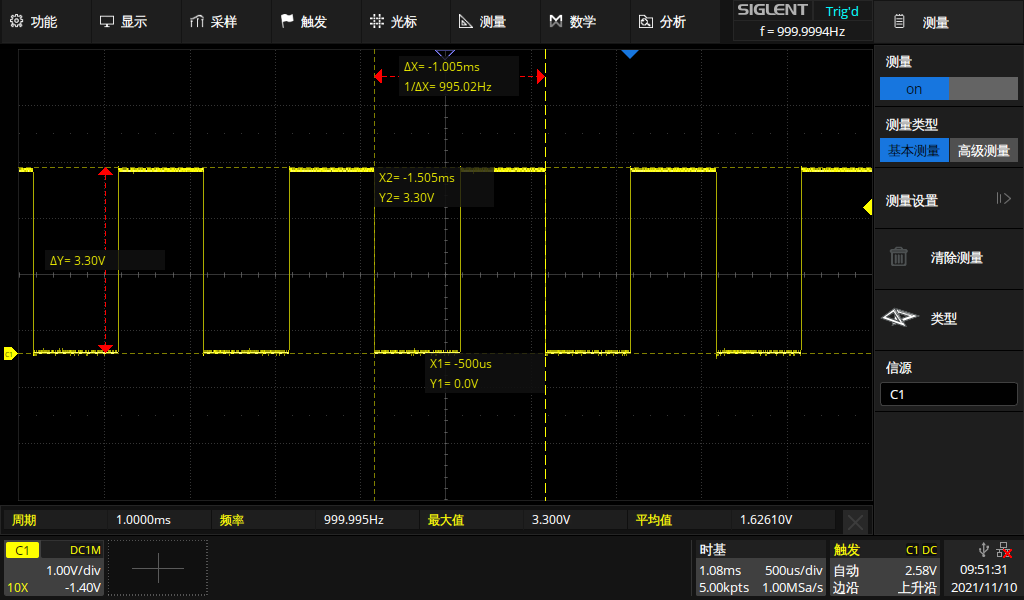 功能 显示 采样 触发 光标 测量 数学 分析 SIGLENT Trig'd 测量
f = 999.9994Hz
测量
on
测量类型
基本测量 高级测量
测量设置
清除测量
类型
信源
C1
ΔX= -1.005ms
1/ΔX= 995.02Hz
X2= -1.505ms
Y2= 3.30V
ΔY= 3.30V
C1
X1= -500us
Y1= 0.0V
周期 1.0000ms 频率 999.995Hz 最大值 3.300V 平均值 1.62610V
C1 DC1M
1.00V/div
10X -1.40V
时基
1.08ms 500us/div
5.00kpts 1.00MSa/s
触发 C1 DC
自动 2.58V
边沿 上升沿
09:51:31
2021/11/10